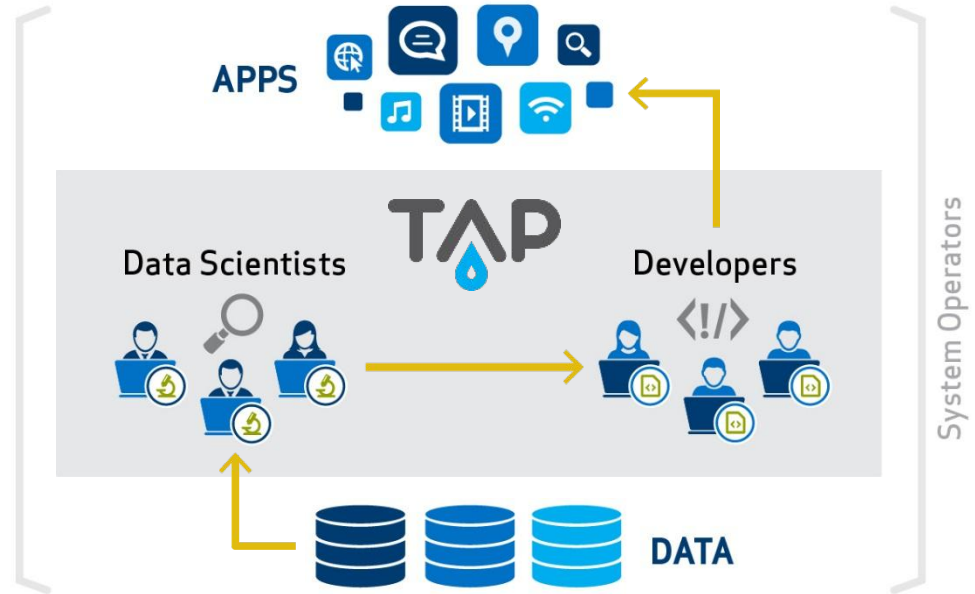 APPS
TAP
Data Scientists
Developers
<!/>
DATA
System Operators